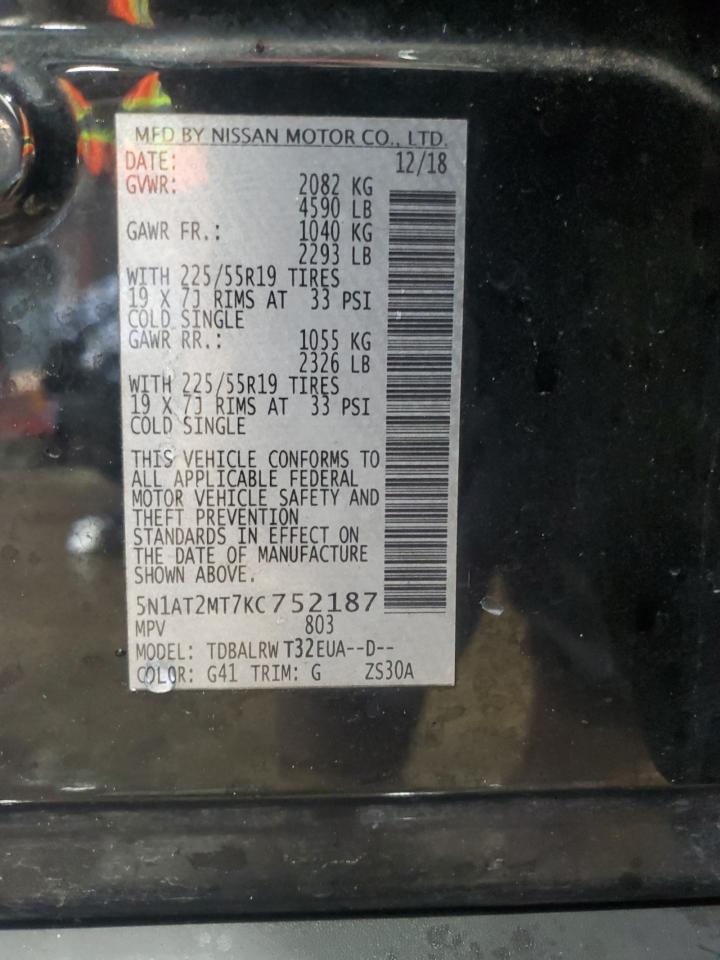 MFD BY NISSAN MOTOR CO., LTD.
DATE: 12/18
GVWR: 2082 KG
4590 LB
GAWR FR.: 1040 KG
2293 LB
WITH 225/55R19 TIRES
19 X 7J RIMS AT 33 PSI
COLD SINGLE
GAWR RR.: 1055 KG
2326 LB
WITH 225/55R19 TIRES
19 X 7J RIMS AT 33 PSI
COLD SINGLE
THIS VEHICLE CONFORMS TO
ALL APPLICABLE FEDERAL
MOTOR VEHICLE SAFETY AND
THEFT PREVENTION
STANDARDS IN EFFECT ON
THE DATE OF MANUFACTURE
SHOWN ABOVE.
5N1AT2MT7KC752187
MPV 803
MODEL: TDBALRW T32EUA--D--
COLOR: G41 TRIM: G ZS30A